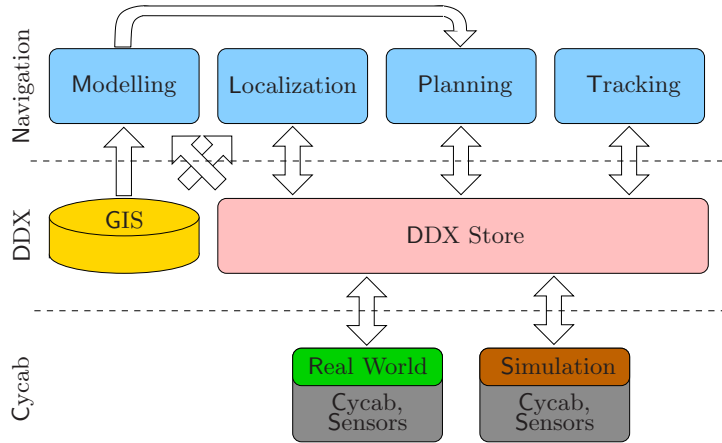 Navigation
Modelling
Localization
Planning
Tracking
DDX
GIS
DDX Store
Cycab
Real World
Cycab,
Sensors
Simulation
Cycab,
Sensors